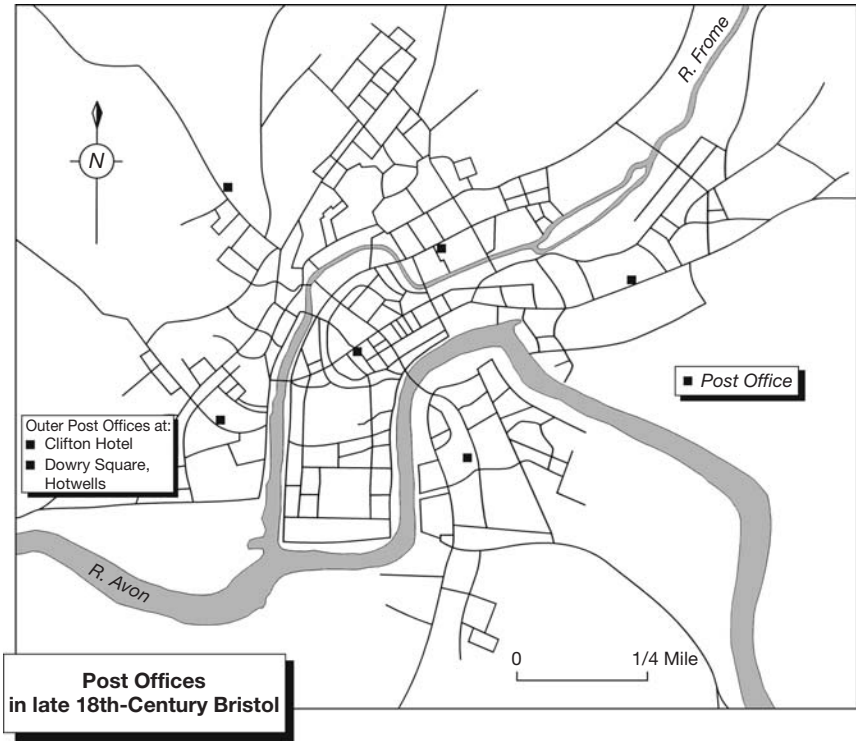 R. Frome
N
Post Office
Outer Post Offices at:
Clifton Hotel
Dowry Square,
Hotwells
R. Avon
0 1/4 Mile
Post Offices
in late 18th-Century Bristol